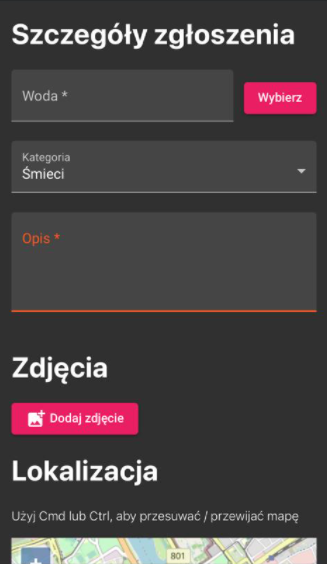 Szczegóły zgłoszenia
Woda *
Wybierz
Kategoria
Śmieci
Opis *
Zdjęcia
Dodaj zdjęcie
Lokalizacja
Użyj Cmd lub Ctrl, aby przesuwać / przewijać mapę
801
+